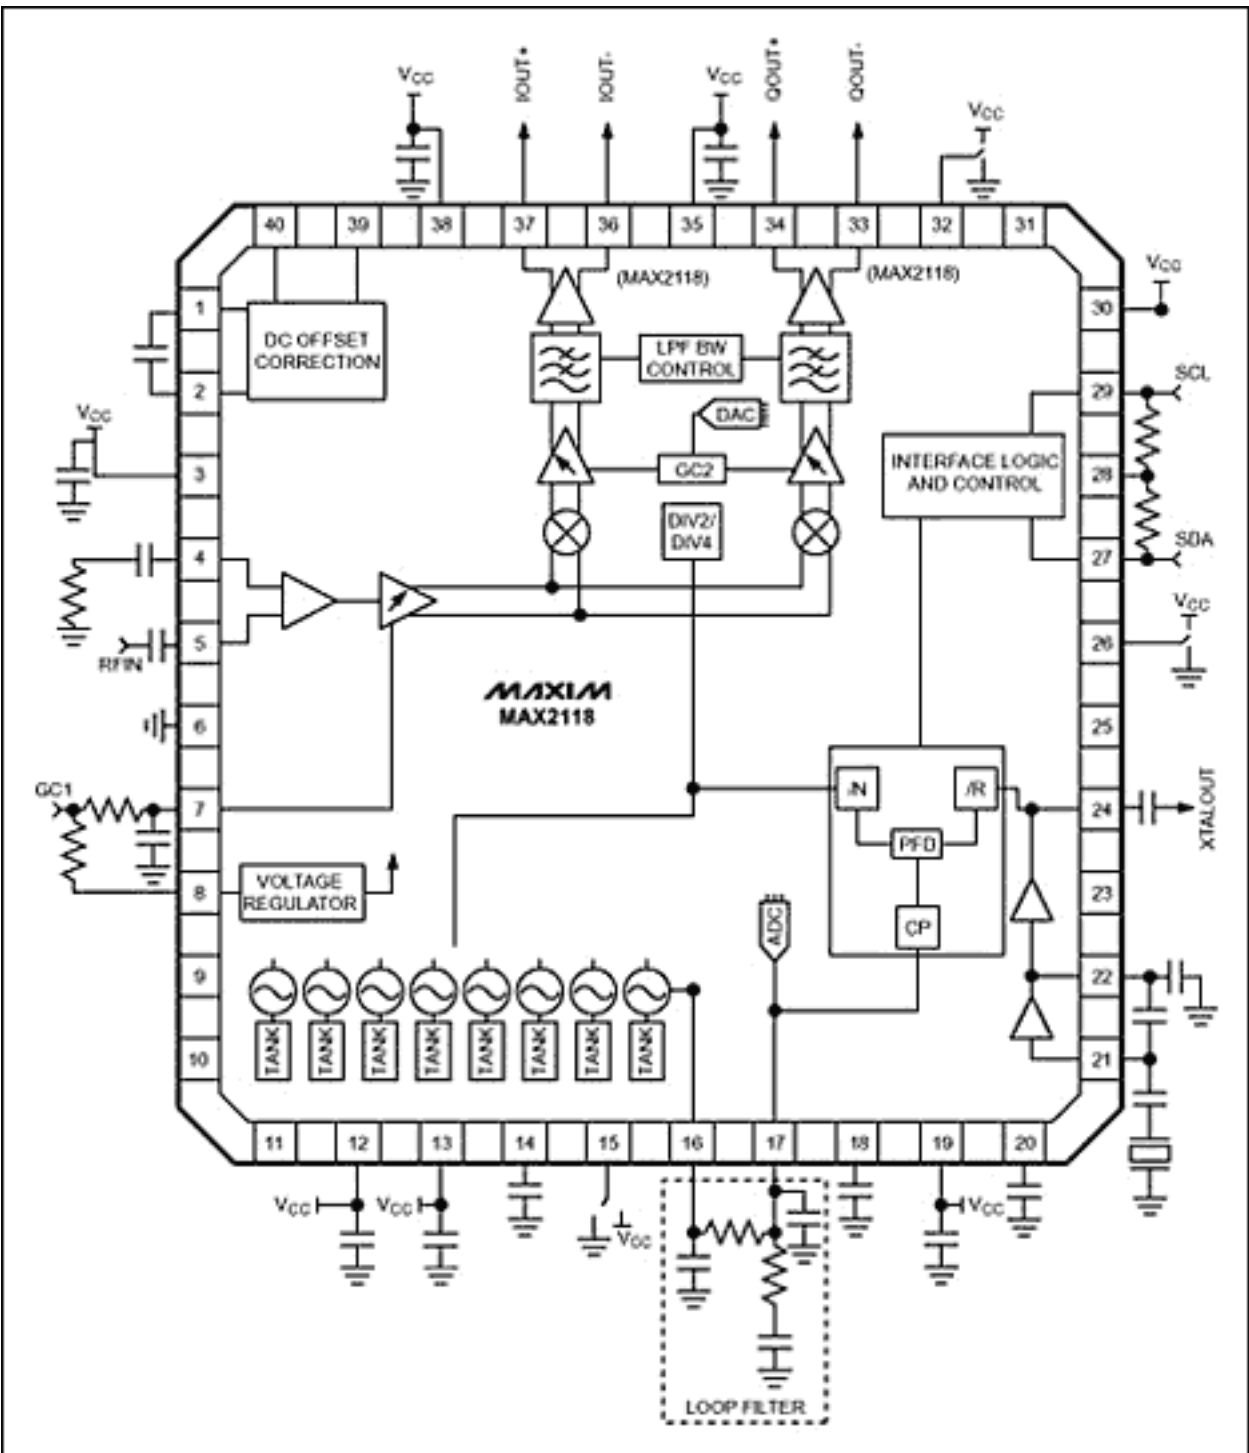 VCC
IOUT+
IOUT-
VCC
QOUT+
QOUT-
VCC
40
39
38
37
36
35
34
33
32
31
(MAX2118)
(MAX2118)
VCC
1
30
DC OFFSET
CORRECTION
LPF BW
CONTROL
2
29
SCL
VCC
DAC
3
GC2
INTERFACE LOGIC
AND CONTROL
28
DIV2/
DIV4
4
27
SDA
VCC
RFIN
5
26
MAXIM
MAX2118
6
25
GC1
7
/N
/R
24
XTALOUT
PFD
8
VOLTAGE
REGULATOR
23
ADC
CP
9
22
TANK
TANK
TANK
TANK
TANK
TANK
TANK
TANK
10
21
11
12
13
14
15
16
17
18
19
20
VCC
VCC
VCC
VCC
LOOP FILTER